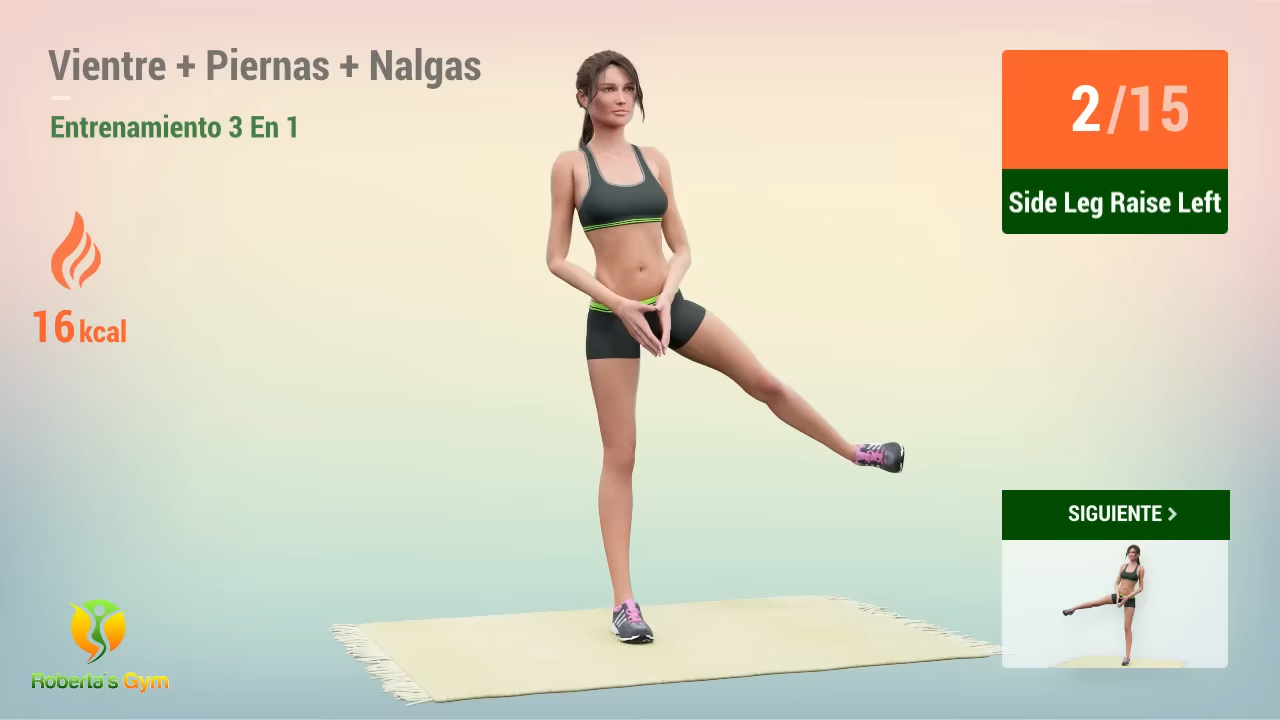 Vientre + Piernas + Nalgas
Entrenamiento 3 En 1
16 kcal
2/15
Side Leg Raise Left
SIGUIENTE >
Roberta's Gym